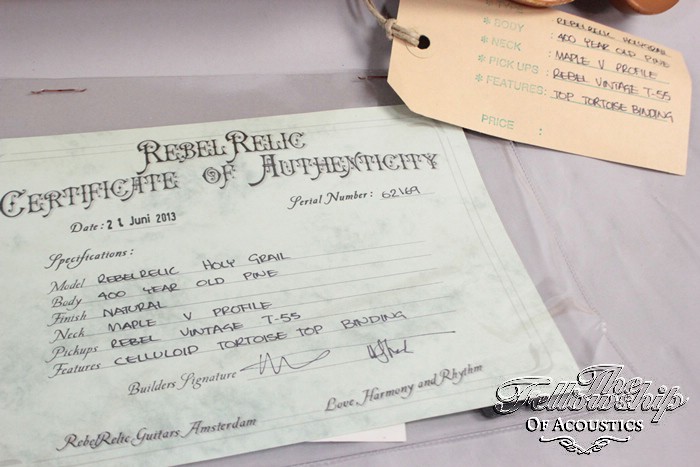 * BODY : REBELRELIC HOLYGRAIL
: 400 YEAR OLD PINE
* NECK : MAPLE V PROFILE
* PICK UPS : REBEL VINTAGE T-55
* FEATURES: TOP TORTOISE BINDING
PRICE :
REBELRELIC
CERTIFICATE OF AUTHENTICITY
Date: 21 Juni 2013
Serial Number: 62169
Specifications:
Model REBELRELIC HOLY GRAIL
Body 400 YEAR OLD PINE
Finish NATURAL
Neck MAPLE V PROFILE
Pickups REBEL VINTAGE T-55
Features CELLULOID TORTOISE TOP BINDING
Builders Signature
RebelRelic Guitars Amsterdam
Love, Harmony and Rhythm
The
Fellowship
OF ACOUSTICS